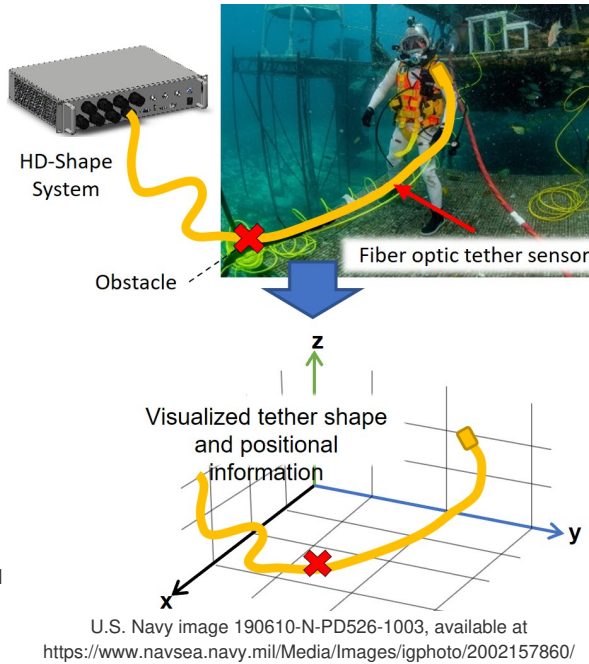 HD-Shape
System
Obstacle
Fiber optic tether sensor
z
Visualized tether shape
and positional
information
y
x
U.S. Navy image 190610-N-PD526-1003, available at
https://www.navsea.navy.mil/Media/Images/igphoto/2002157860/